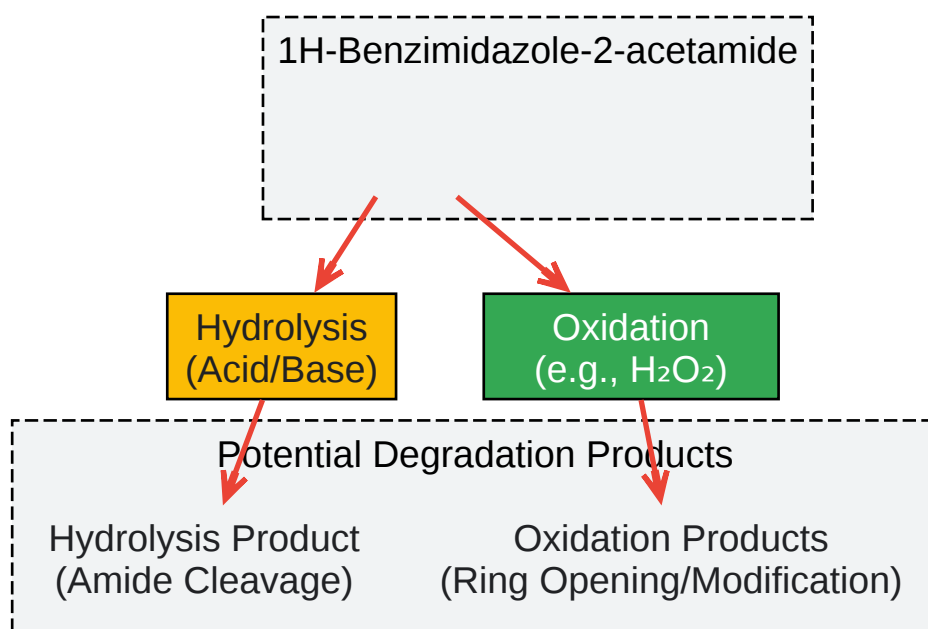 1H-Benzimidazole-2-acetamide
Hydrolysis
(Acid/Base)
Oxidation
(e.g., H₂O₂)
Potential Degradation Products
Hydrolysis Product
(Amide Cleavage)
Oxidation Products
(Ring Opening/Modification)